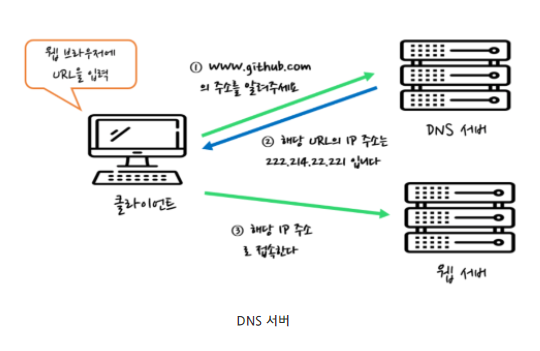 웹 브라우저에
URL을 입력
① www.github.com
의 주소를 알려주세요
② 해당 URL의 IP 주소는
222.214.22.221 입니다
DNS 서버
클라이언트
③ 해당 IP 주소
로 접속한다
웹 서버
DNS 서버